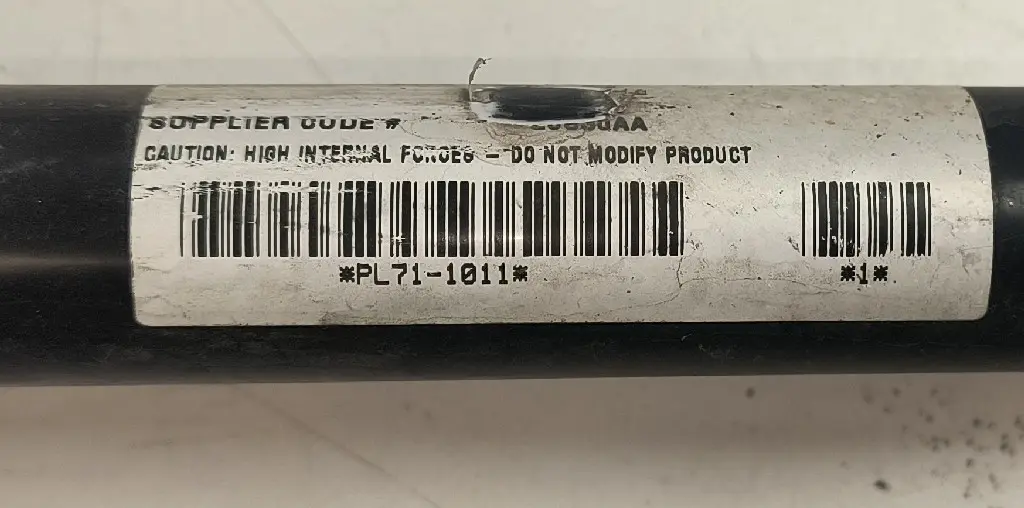 SUPPLIER CODE #
CAUTION: HIGH INTERNAL FORCES – DO NOT MODIFY PRODUCT
*PL71-1011*
*1*